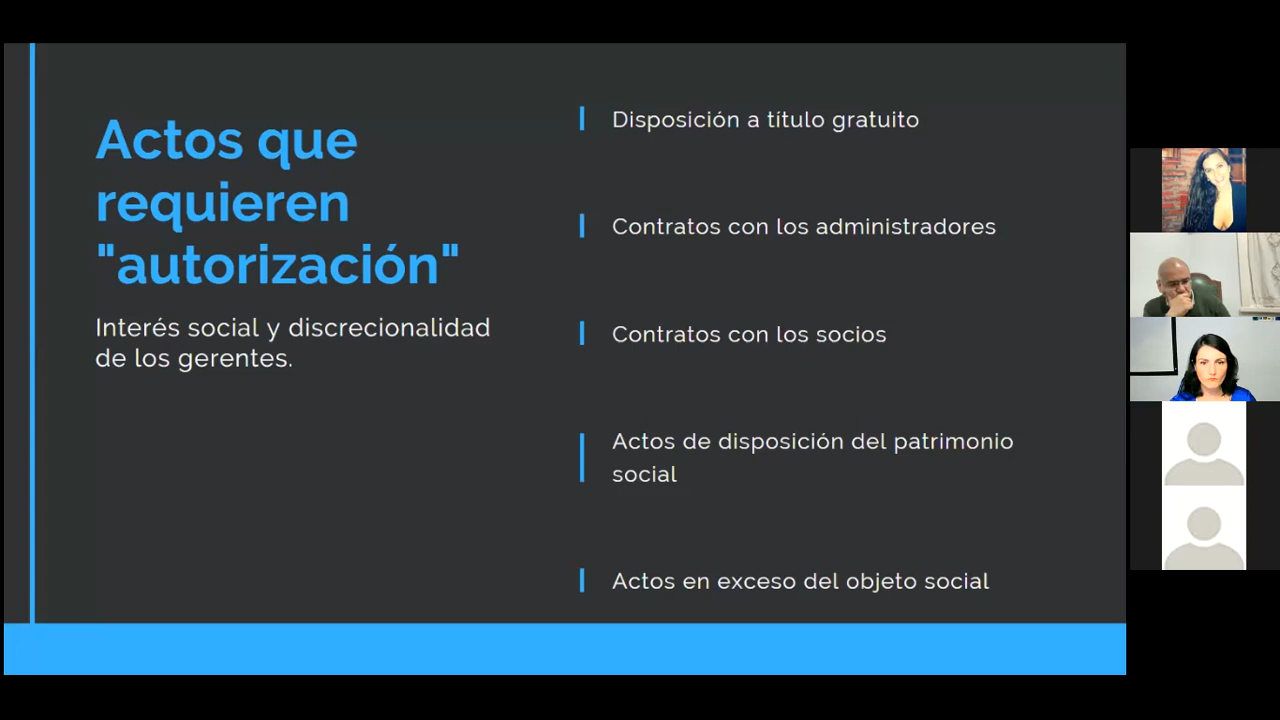 Actos que
requieren
"autorización"
Interés social y discrecionalidad
de los gerentes.
Disposición a título gratuito
Contratos con los administradores
Contratos con los socios
Actos de disposición del patrimonio
social
Actos en exceso del objeto social